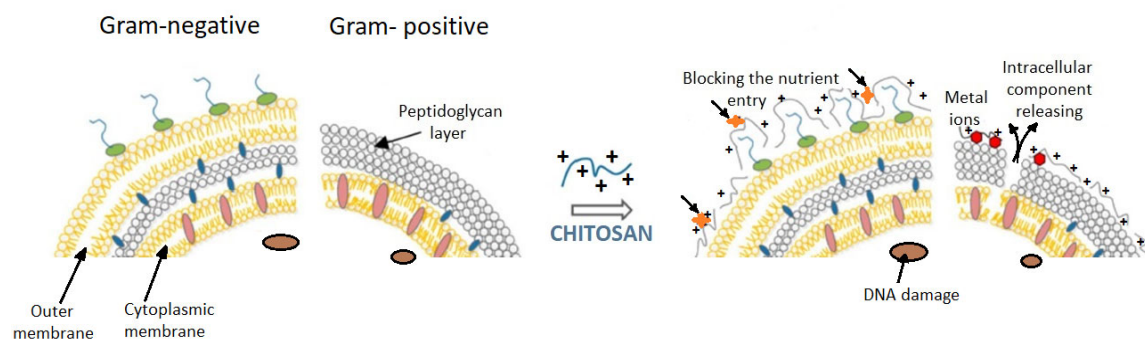 Gram-negative
Gram- positive
Peptidoglycan
layer
Outer
membrane
Cytoplasmic
membrane
+ + + + +
CHITOSAN
Blocking the nutrient
entry
Metal
ions
Intracellular
component
releasing
DNA damage